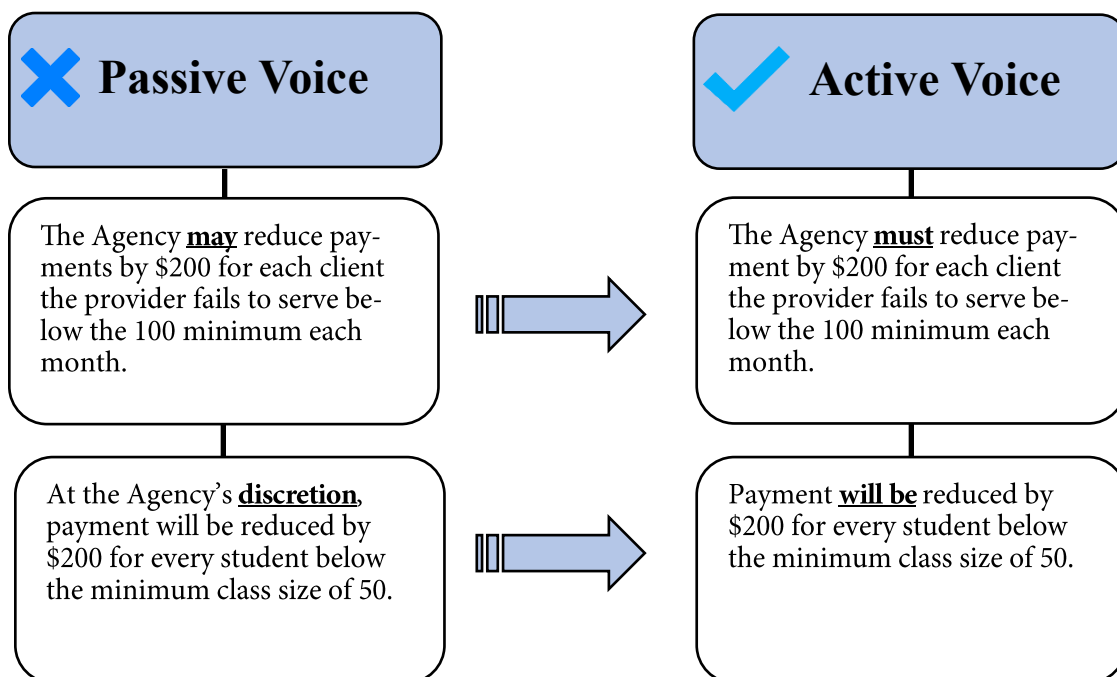 Passive Voice
Active Voice
The Agency may reduce pay-
ments by $200 for each client
the provider fails to serve be-
low the 100 minimum each
month.
The Agency must reduce pay-
ment by $200 for each client
the provider fails to serve be-
low the 100 minimum each
month.
At the Agency’s discretion,
payment will be reduced by
$200 for every student below
the minimum class size of 50.
Payment will be reduced by
$200 for every student below
the minimum class size of 50.